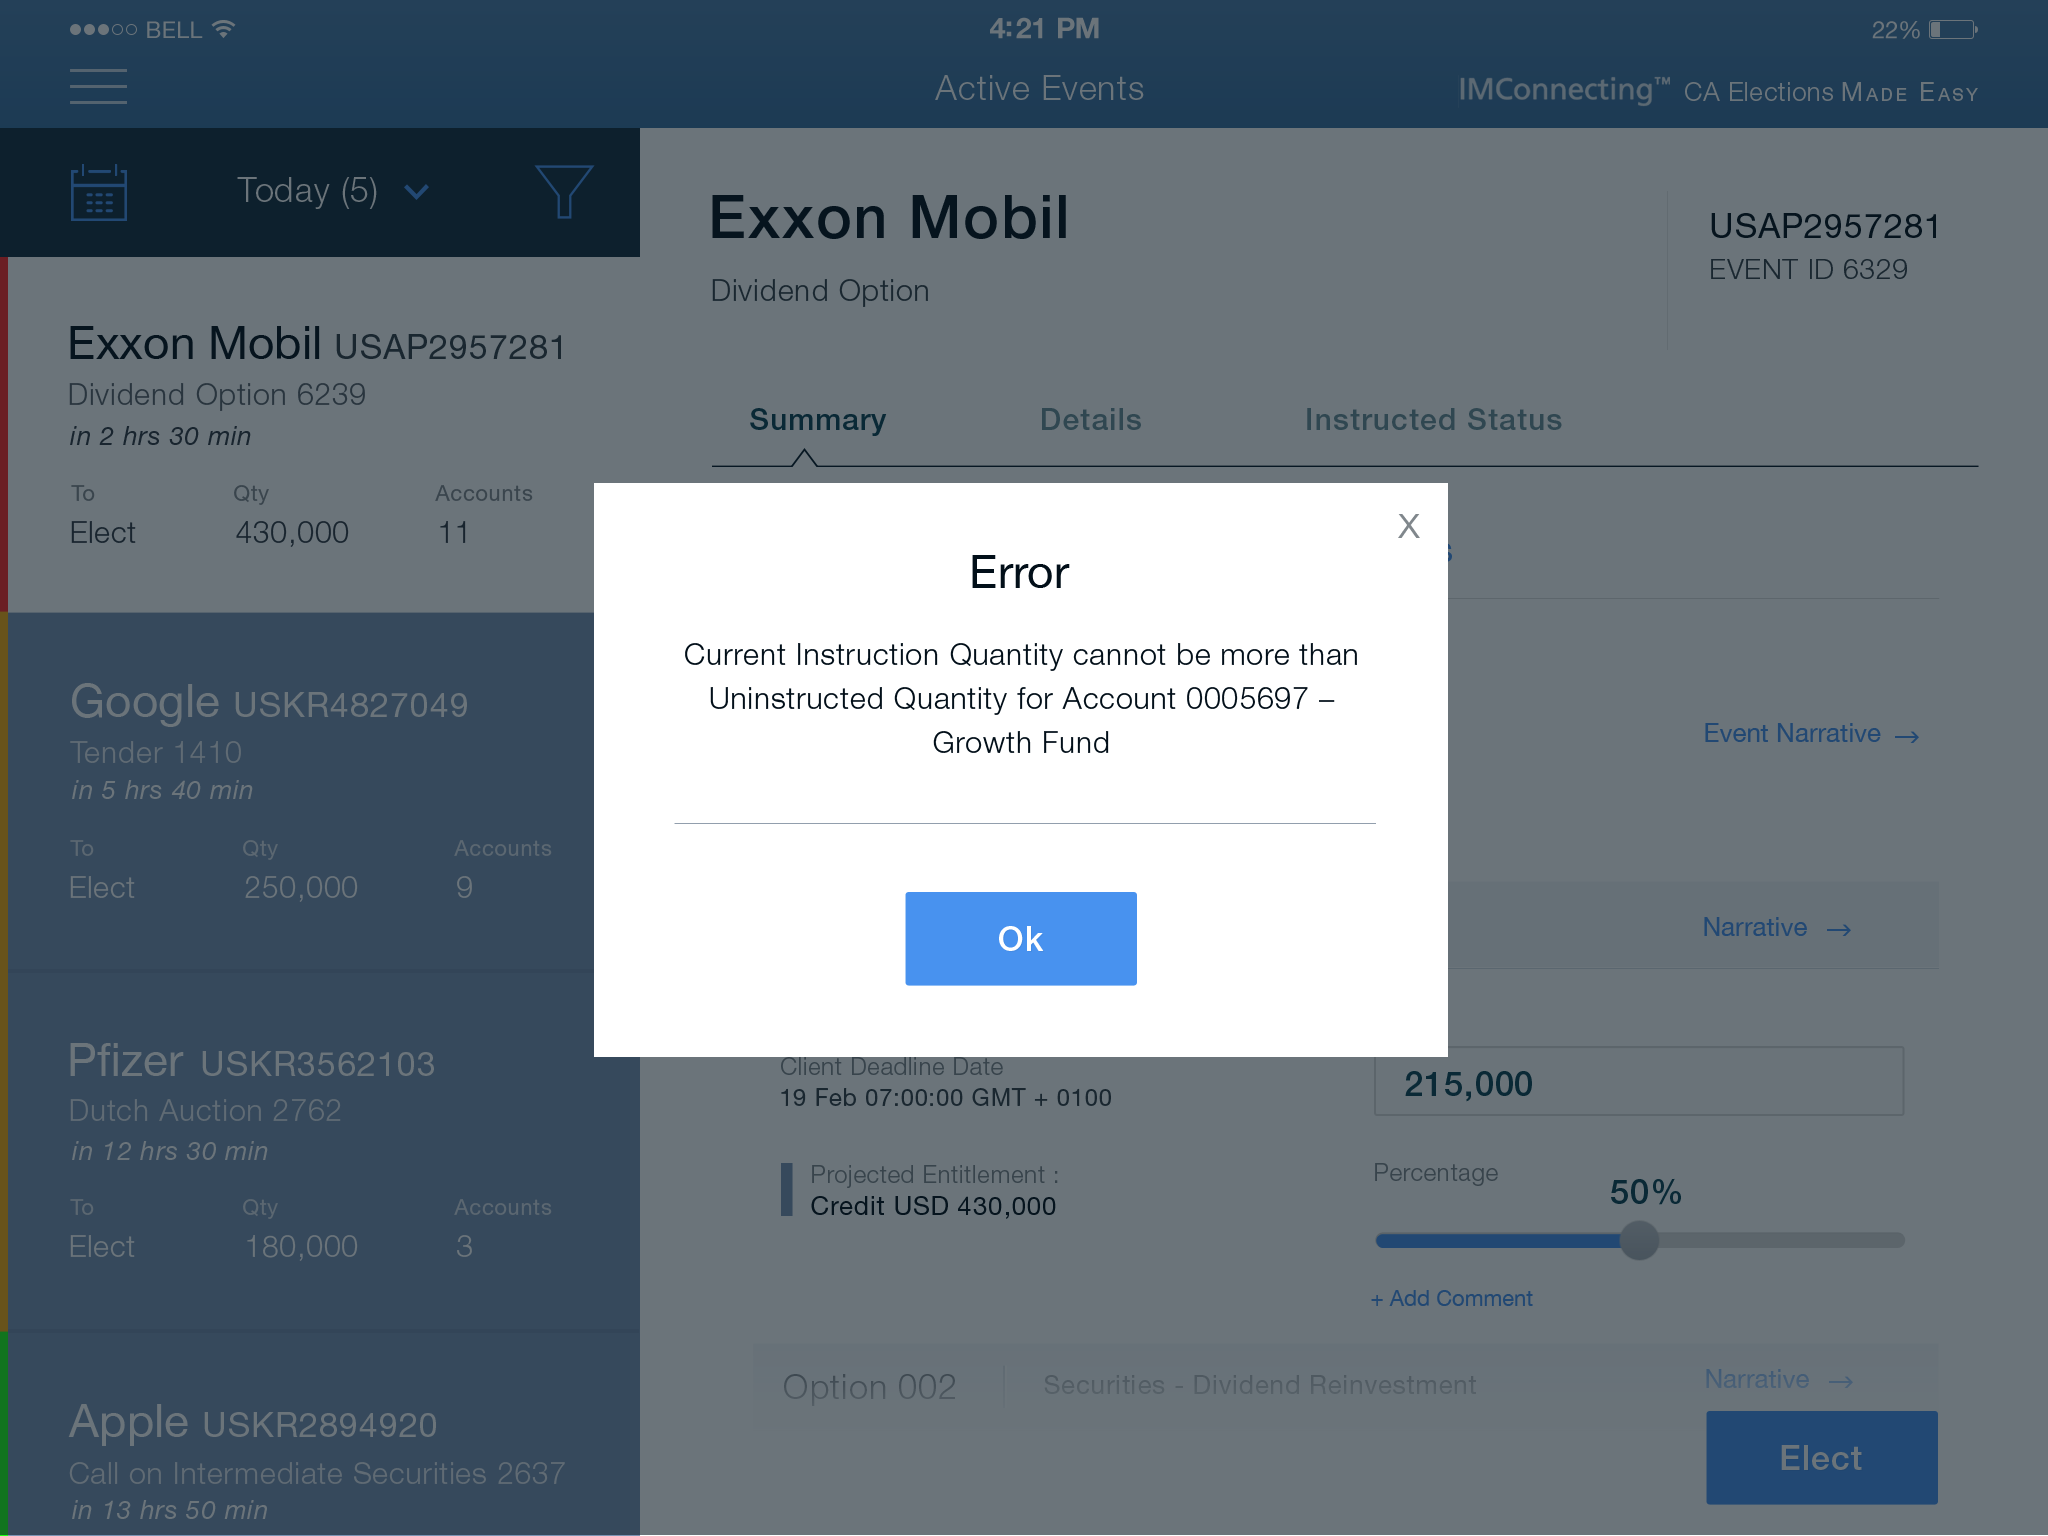 BELL
4:21 PM
22%
Active Events
IMConnecting™ CA Elections MADE EASY
Today (5)
Exxon Mobil USAP2957281
Dividend Option 6239
in 2 hrs 30 min
To Qty Accounts
Elect 430,000 11
Google USKR4827049
Tender 1410
in 5 hrs 40 min
To Qty Accounts
Elect 250,000 9
Pfizer USKR3562103
Dutch Auction 2762
in 12 hrs 30 min
To Qty Accounts
Elect 180,000 3
Apple USKR2894920
Call on Intermediate Securities 2637
in 13 hrs 50 min
Exxon Mobil
Dividend Option
USAP2957281
EVENT ID 6329
Summary Details Instructed Status
X
Error
Current Instruction Quantity cannot be more than
Uninstructed Quantity for Account 0005697 –
Growth Fund
Ok
Event Narrative →
Narrative →
Client Deadline Date
19 Feb 07:00:00 GMT + 0100
215,000
Projected Entitlement :
Credit USD 430,000
Percentage
50%
+ Add Comment
Option 002
Securities - Dividend Reinvestment
Narrative →
Elect